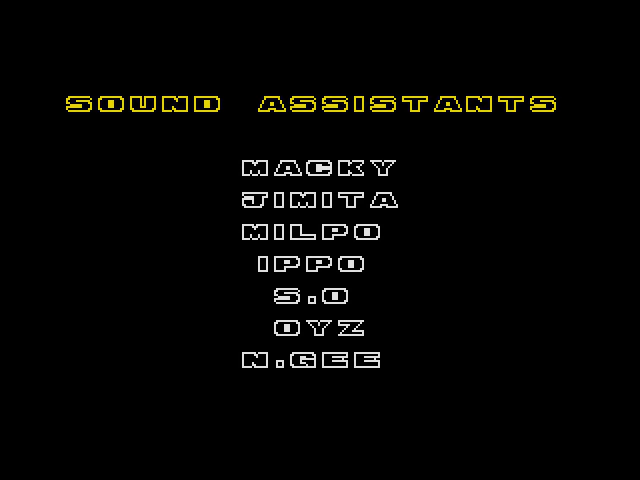 SOUND ASSISTANTS
MACKY
JIMITA
MILPO
IPPO
S.O
OYZ
N.GEE